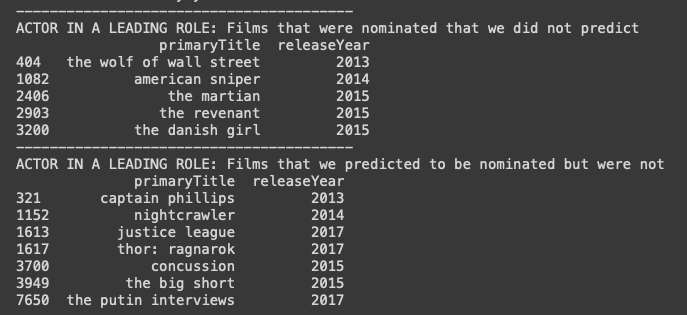 ----------------------------------------
ACTOR IN A LEADING ROLE: Films that were nominated that we did not predict
primaryTitle releaseYear
404 the wolf of wall street 2013
1082 american sniper 2014
2406 the martian 2015
2903 the revenant 2015
3200 the danish girl 2015
----------------------------------------
ACTOR IN A LEADING ROLE: Films that we predicted to be nominated but were not
primaryTitle releaseYear
321 captain phillips 2013
1152 nightcrawler 2014
1613 justice league 2017
1617 thor: ragnarok 2017
3700 concussion 2015
3949 the big short 2015
7650 the putin interviews 2017